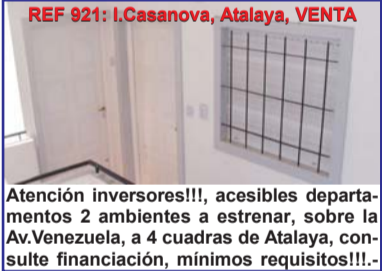 REF 921: I.Casanova, Atalaya, VENTA
Atención inversores!!!, accesibles departa-
mentos 2 ambientes a estrenar, sobre la
Av.Venezuela, a 4 cuadras de Atalaya, con-
sulte financiación, mínimos requisitos!!!.-